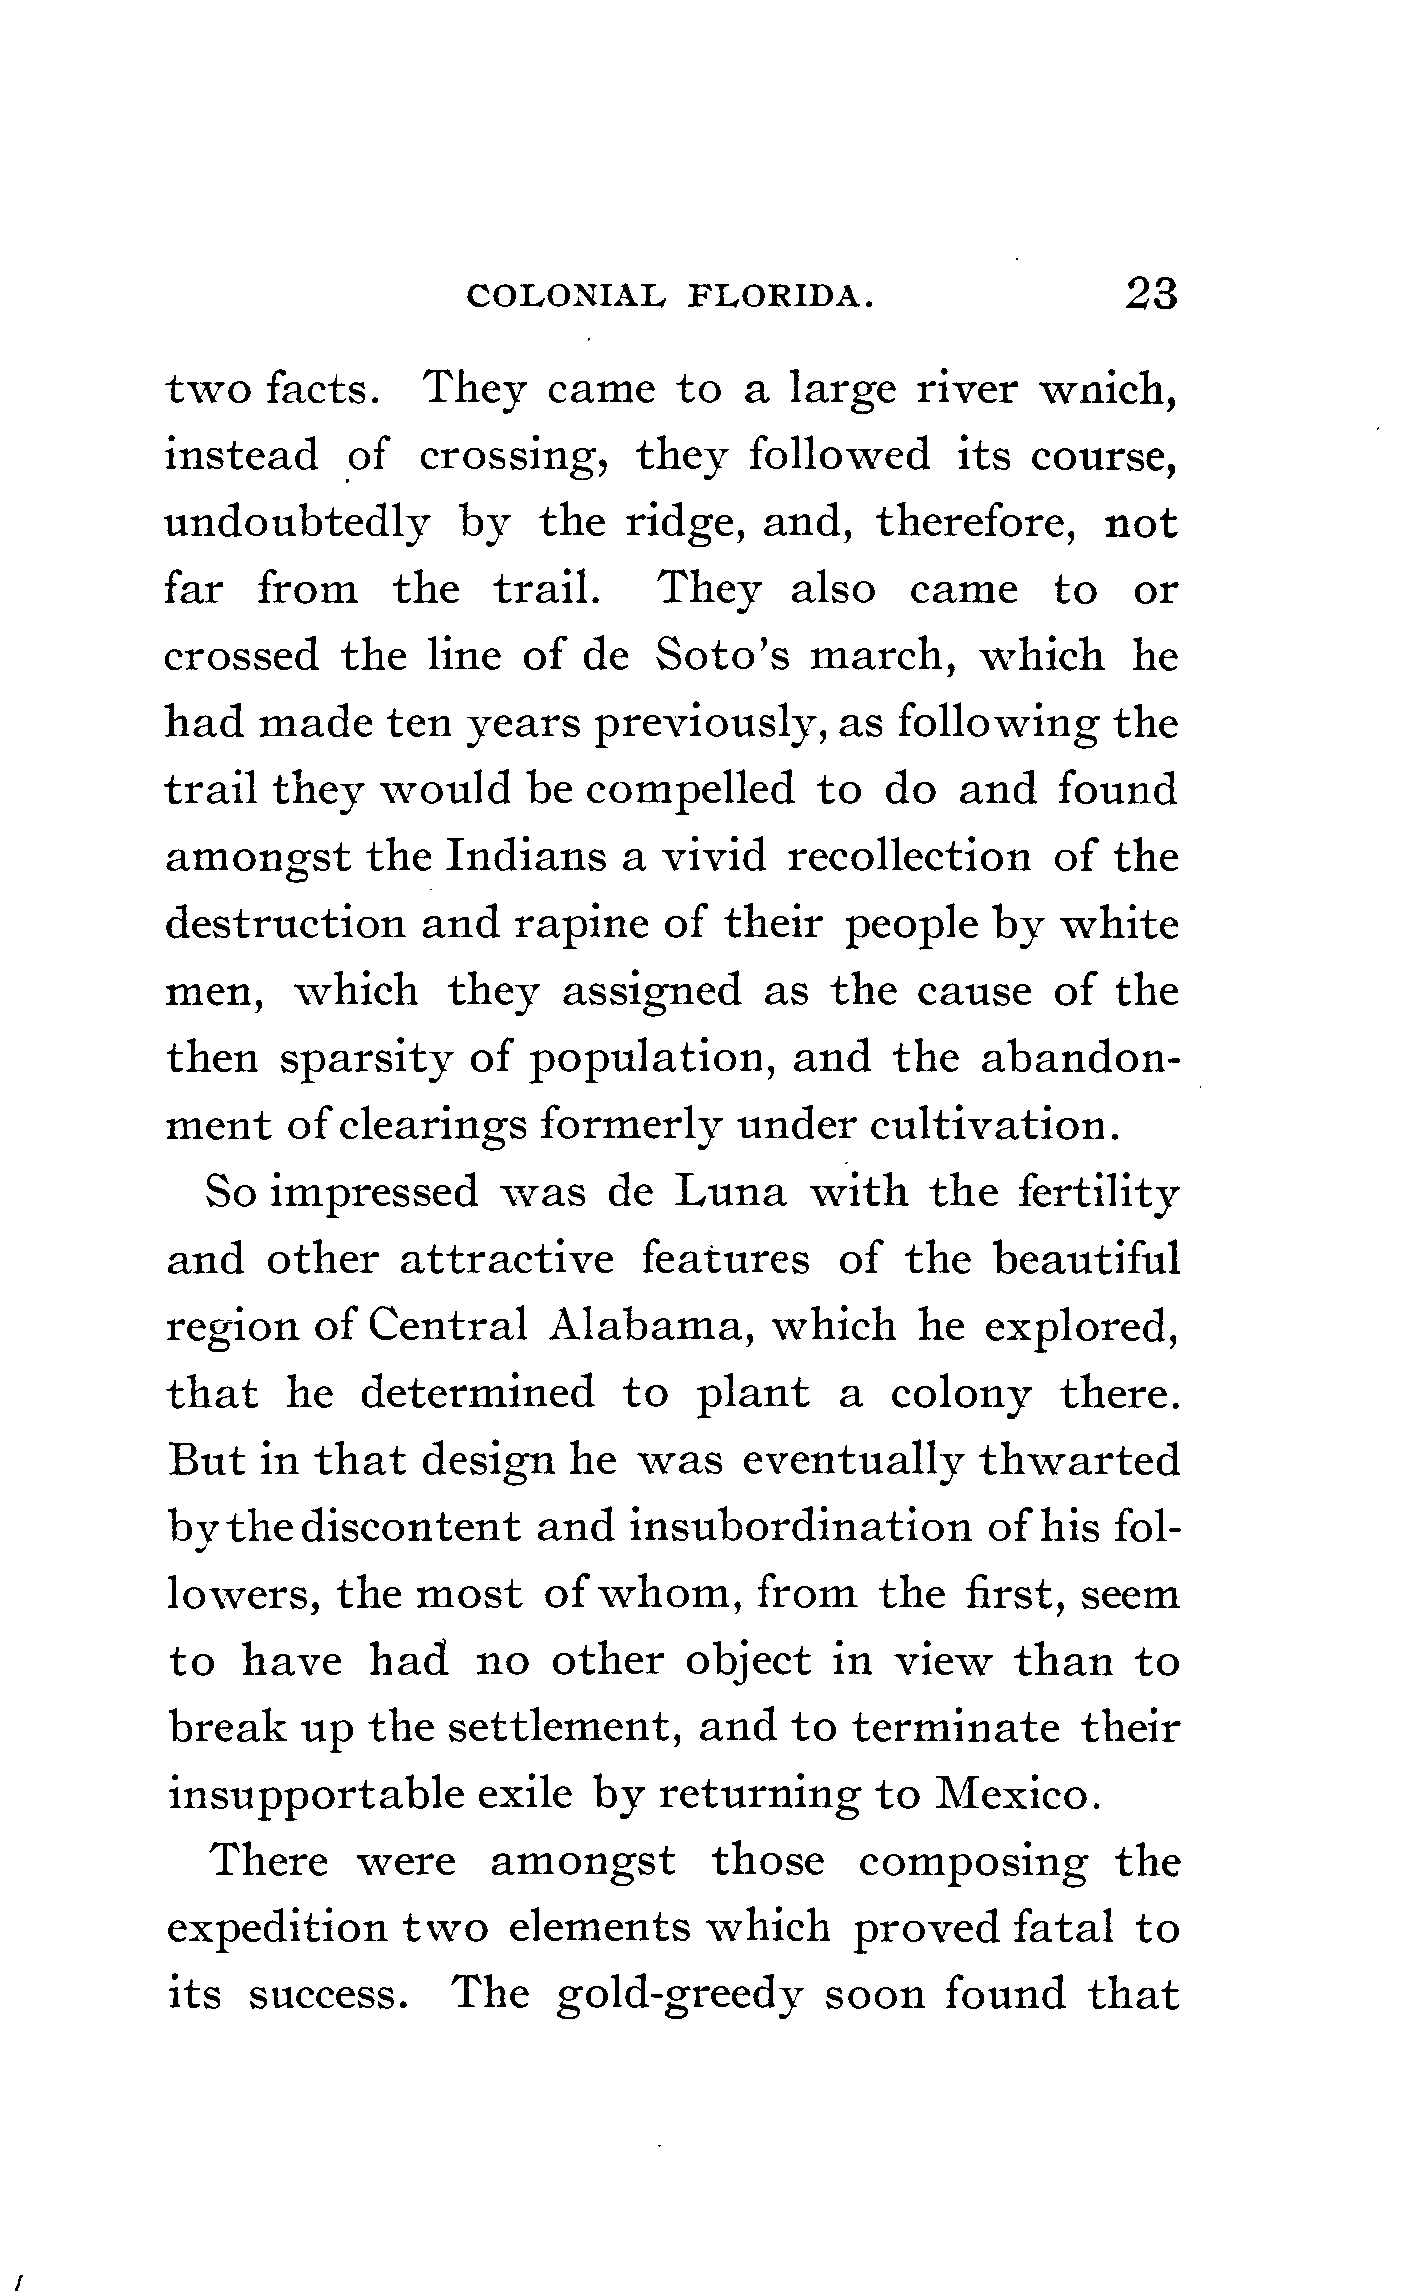 COLONIAL FLORIDA. 23
two facts. They came to a large river wnich,
instead of crossing, they followed its course,
undoubtedly by the ridge, and, therefore, not
far from the trail. They also came to or
crossed the line of de Soto's march, which he
had made ten years previously, as following the
trail they would be compelled to do and found
amongst the Indians a vivid recollection of the
destruction and rapine of their people by white
men, which they assigned as the cause of the
then sparsity of population, and the abandon-
ment of clearings formerly under cultivation.
So impressed was de Luna with the fertility
and other attractive features of the beautiful
region of Central Alabama, which he explored,
that he determined to plant a colony there.
But in that design he was eventually thwarted
by the discontent and insubordination of his fol-
lowers, the most of whom, from the first, seem
to have had no other object in view than to
break up the settlement, and to terminate their
insupportable exile by returning to Mexico.
There were amongst those composing the
expedition two elements which proved fatal to
its success. The gold-greedy soon found that